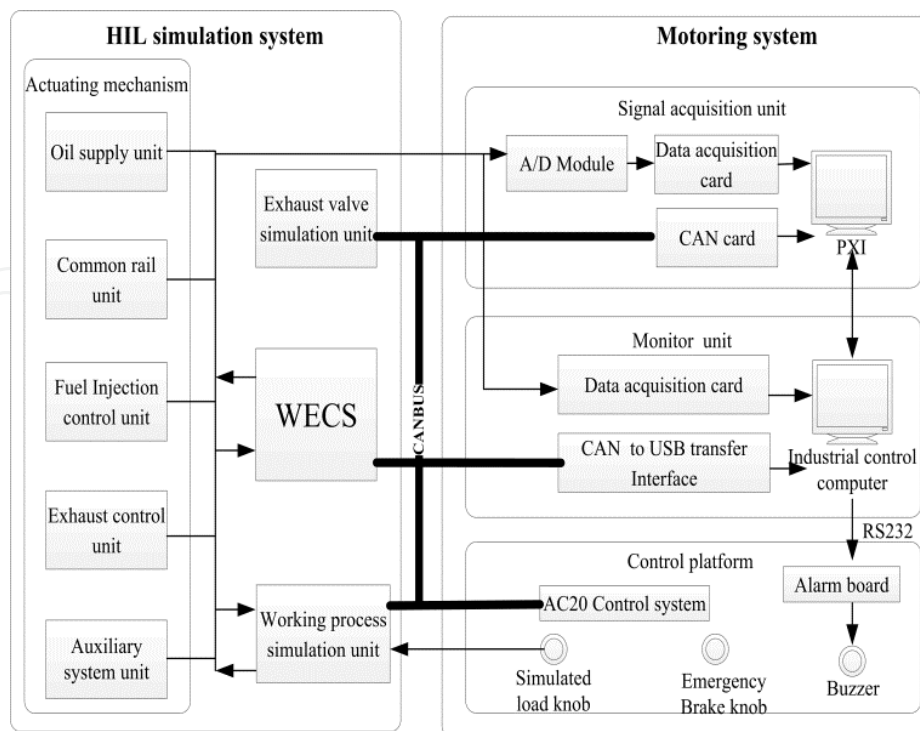 HIL simulation system
Actuating mechanism
Oil supply unit
Common rail
unit
Fuel Injection
control unit
Exhaust control
unit
Auxiliary
system unit
Exhaust valve
simulation unit
WECS
Working process
simulation unit
CANBUS
Motoring system
Signal acquisition unit
A/D Module
Data acquisition
card
CAN card
PXI
Monitor unit
Data acquisition card
CAN to USB transfer
Interface
Industrial control
computer
RS232
Control platform
AC20 Control system
Alarm board
Simulated
load knob
Emergency
Brake knob
Buzzer